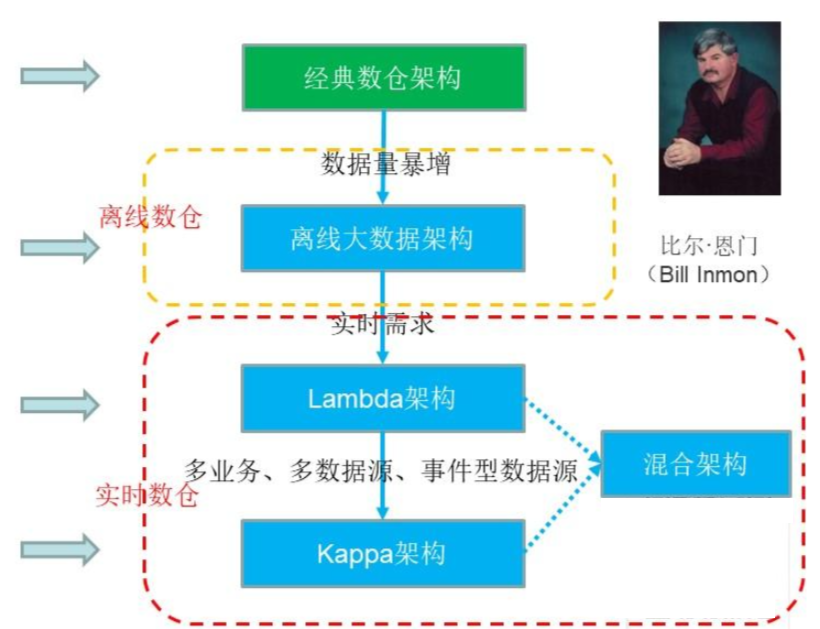 经典数仓架构
数据量暴增
离线数仓
离线大数据架构
比尔·恩门
（Bill Inmon）
实时需求
Lambda架构
多业务、多数据源、事件型数据源
混合架构
实时数仓
Kappa架构